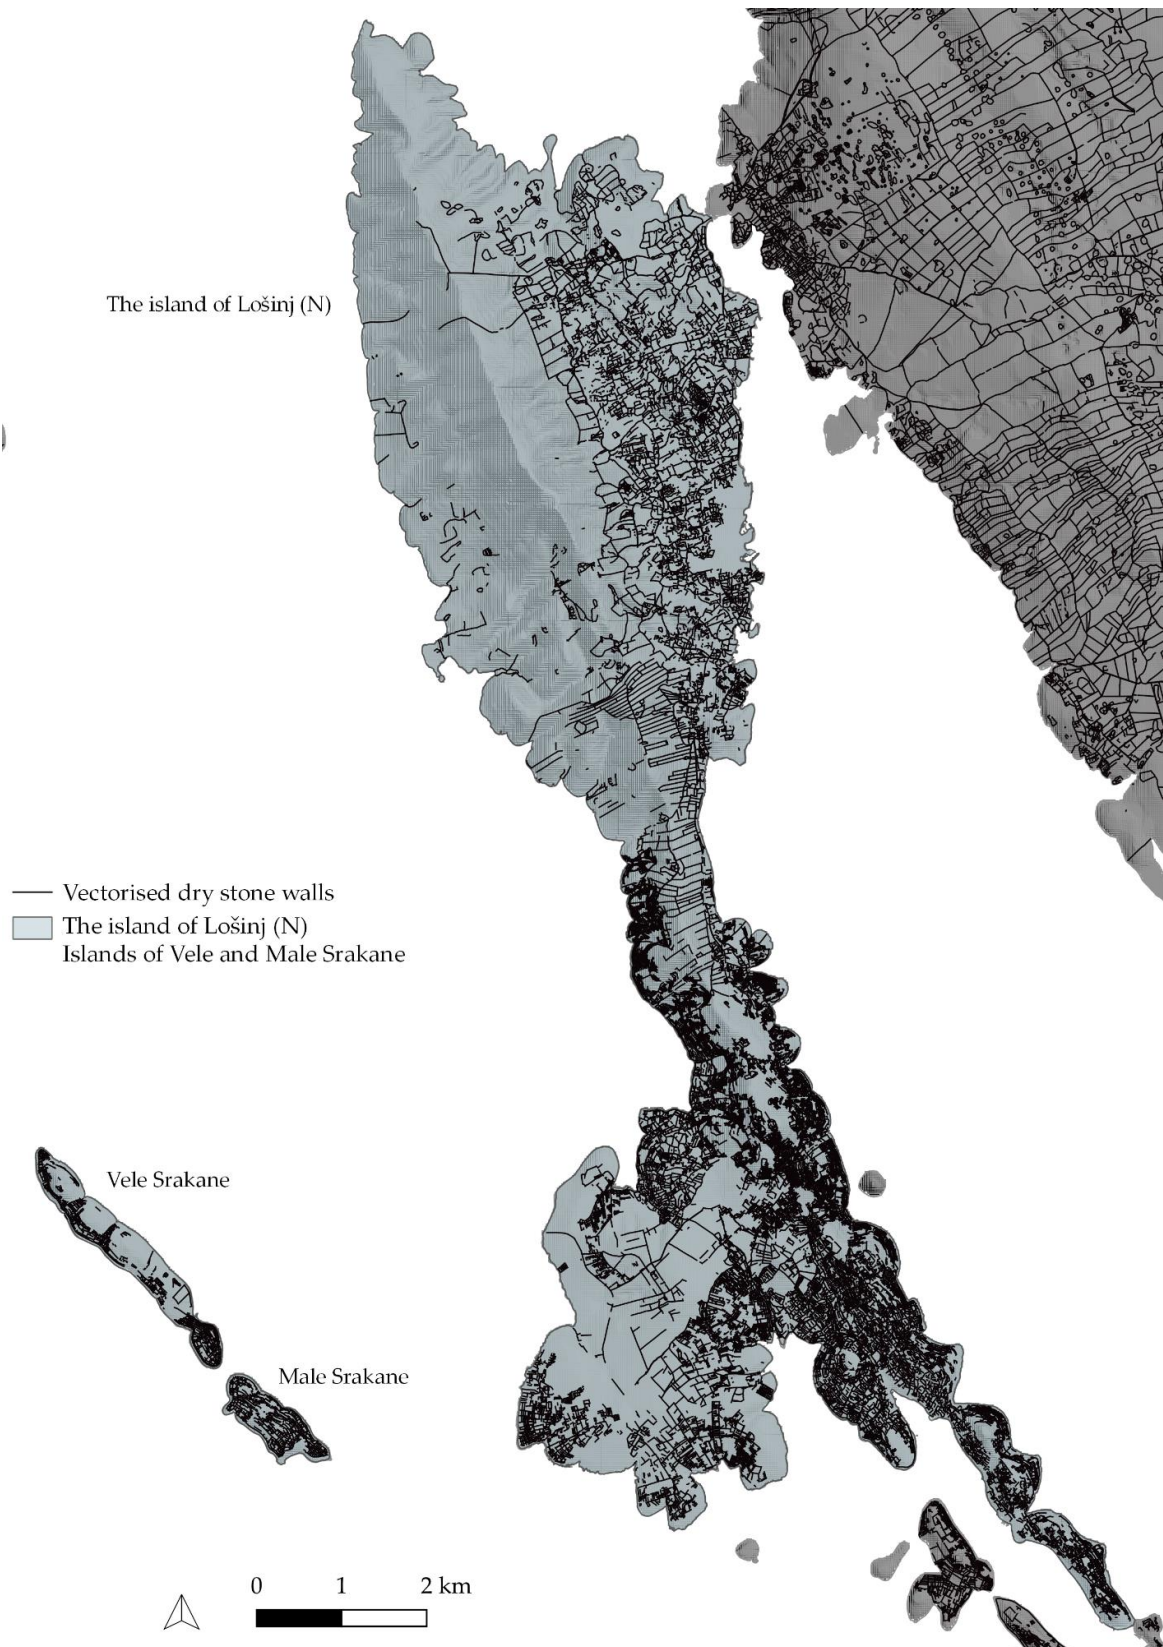 The island of Lošinj (N)
Vectorised dry stone walls
The island of Lošinj (N)
Islands of Vele and Male Srakane
Vele Srakane
Male Srakane
0 1 2 km